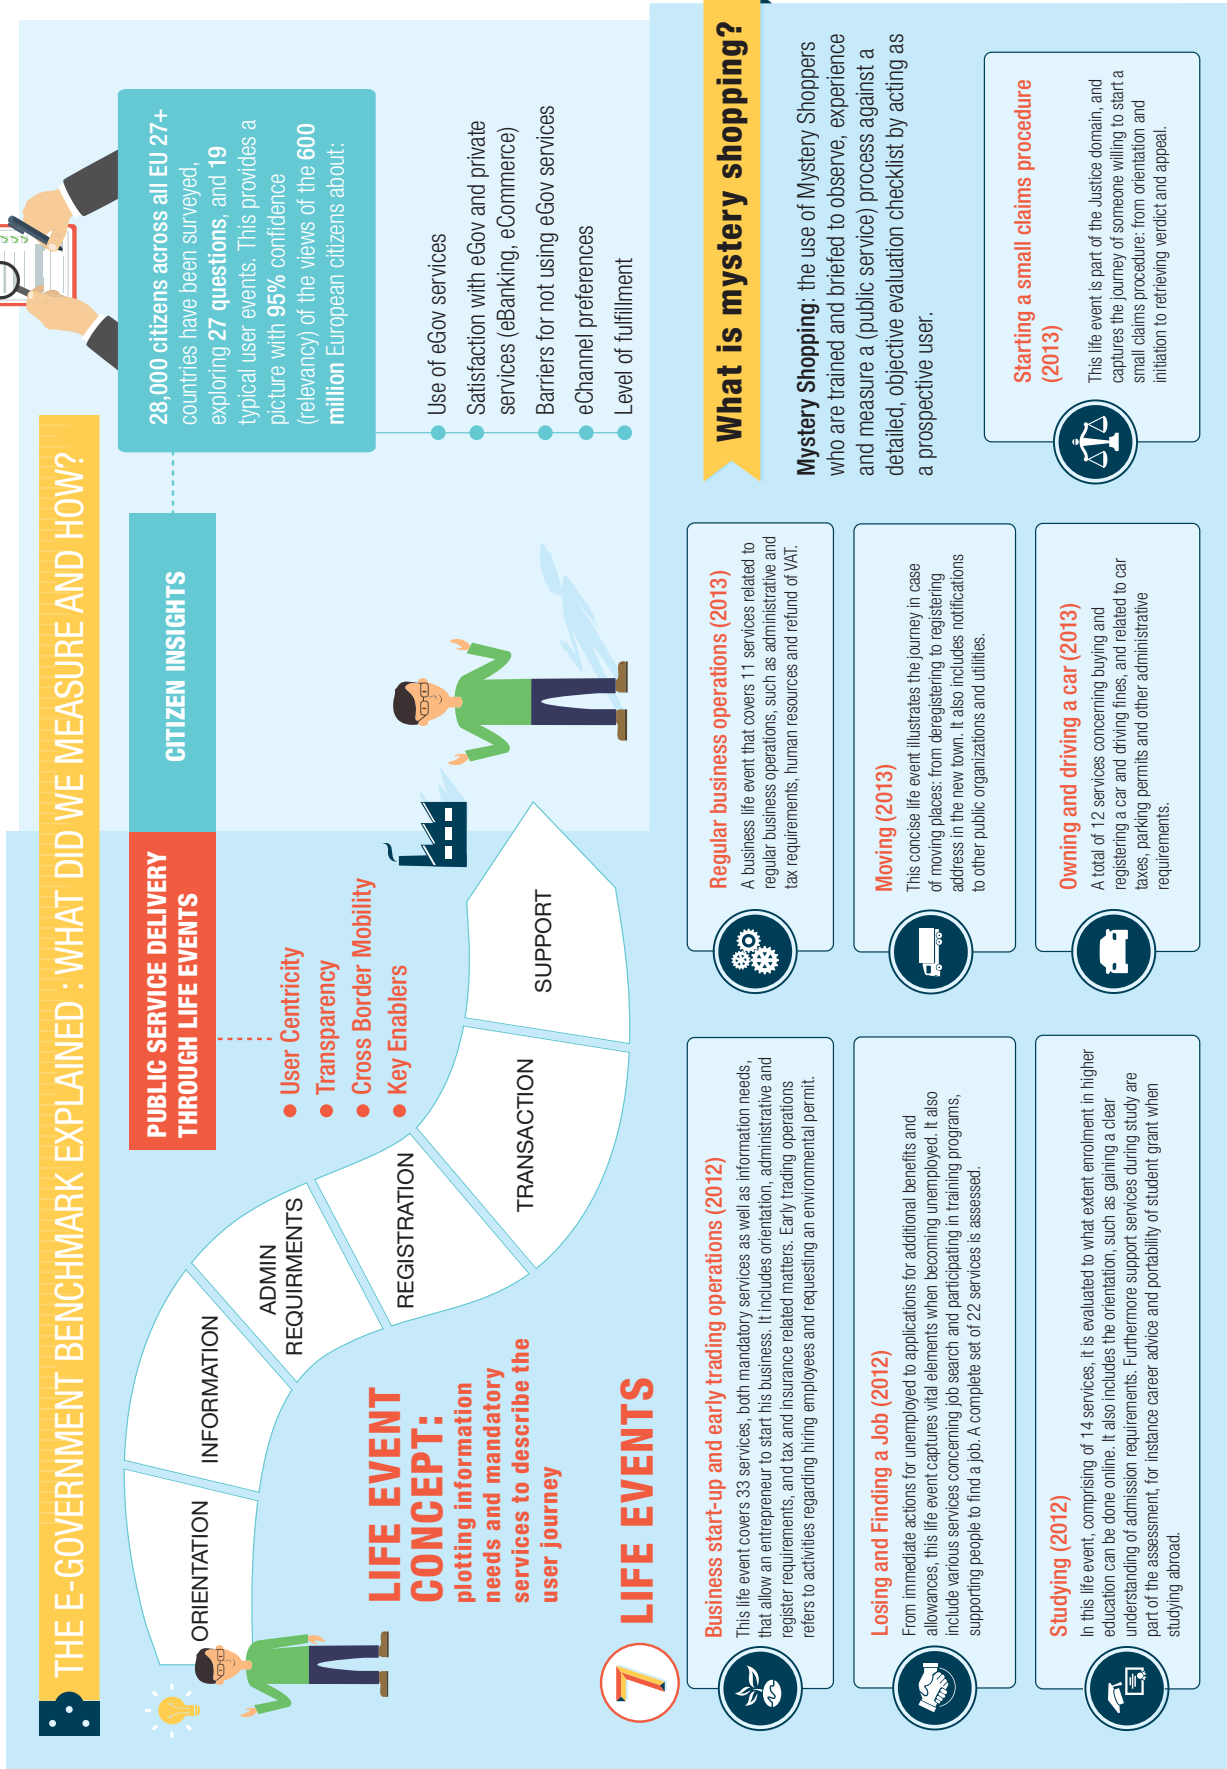 THE E-GOVERNMENT BENCHMARK EXPLAINED : WHAT DID WE MEASURE AND HOW?
PUBLIC SERVICE DELIVERY
THROUGH LIFE EVENTS
User Centricity
Transparency
Cross Border Mobility
Key Enablers
CITIZEN INSIGHTS
28,000 citizens across all EU 27+
countries have been surveyed,
exploring 27 questions, and 19
typical user events. This provides a
picture with 95% confidence
(relevancy) of the views of the 600
million European citizens about:
Use of eGov services
Satisfaction with eGov and private
services (eBanking, eCommerce)
Barriers for not using eGov services
eChannel preferences
Level of fulfillment
ORIENTATION
INFORMATION
ADMIN
REQUIRMENTS
REGISTRATION
TRANSACTION
SUPPORT
LIFE EVENT
CONCEPT:
plotting information
needs and mandatory
services to describe the
user journey
7 LIFE EVENTS
Business start-up and early trading operations (2012)
This life event covers 33 services, both mandatory services as well as information needs,
that allow an entrepreneur to start his business. It includes orientation, administrative and
register requirements, and tax and insurance related matters. Early trading operations
refers to activities regarding hiring employees and requesting an environmental permit.
Losing and Finding a Job (2012)
From immediate actions for unemployed to applications for additional benefits and
allowances, this life event captures vital elements when becoming unemployed. It also
include various services concerning job search and participating in training programs,
supporting people to find a job. A complete set of 22 services is assessed.
Studying (2012)
In this life event, comprising of 14 services, it is evaluated to what extent enrolment in higher
education can be done online. It also includes the orientation, such as gaining a clear
understanding of admission requirements. Furthermore support services during study are
part of the assessment, for instance career advice and portability of student grant when
studying abroad.
Regular business operations (2013)
A business life event that covers 11 services related to
regular business operations, such as administrative and
tax requirements, human resources and refund of VAT.
Moving (2013)
This concise life event illustrates the journey in case
of moving places: from deregistering to registering
address in the new town. It also includes notifications
to other public organizations and utilities.
Owning and driving a car (2013)
A total of 12 services concerning buying and
registering a car and driving fines, and related to car
taxes, parking permits and other administrative
requirements.
What is mystery shopping?
Mystery Shopping: the use of Mystery Shoppers
who are trained and briefed to observe, experience
and measure a (public service) process against a
detailed, objective evaluation checklist by acting as
a prospective user.
Starting a small claims procedure
(2013)
This life event is part of the Justice domain, and
captures the journey of someone willing to start a
small claims procedure: from orientation and
initiation to retrieving verdict and appeal.